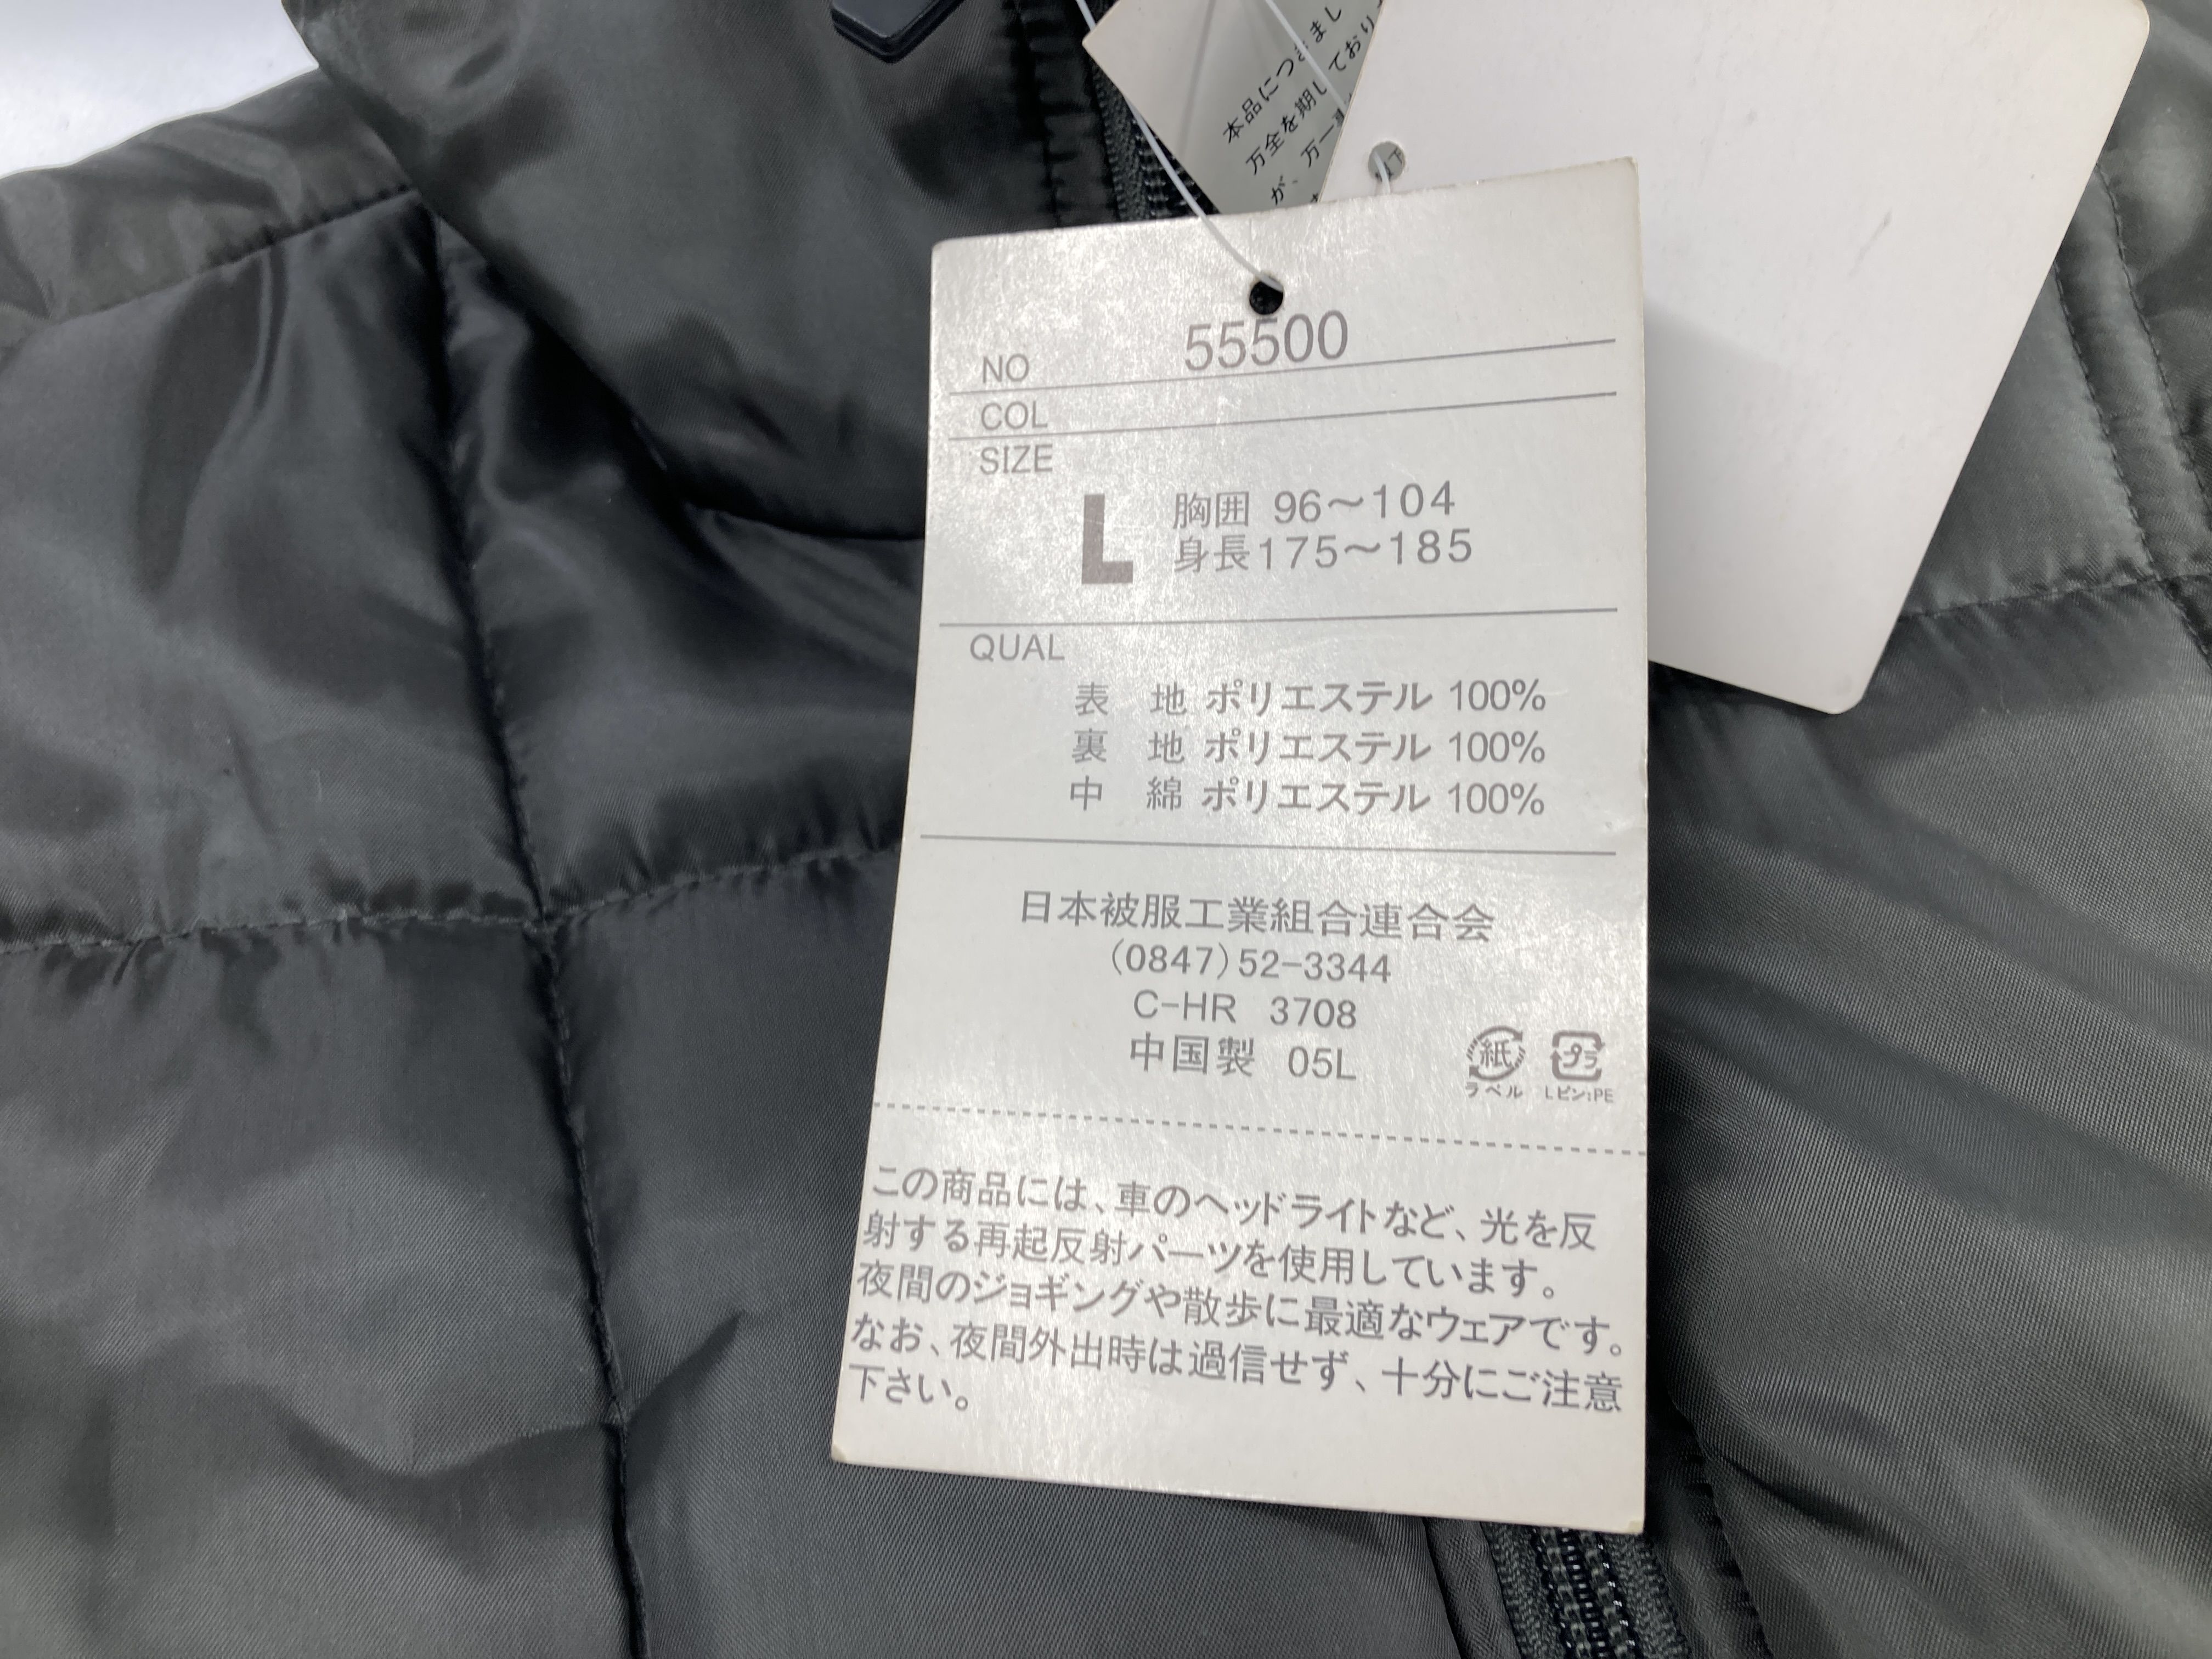 本品につきまし
万全を期しており
が、万一
NO 55500
COL
SIZE
L 胸囲 96～104
身長175～185
QUAL
表 地 ポリエステル 100%
裏 地 ポリエステル 100%
中 綿 ポリエステル 100%
日本被服工業組合連合会
(0847)52-3344
C-HR 3708
中国製 05L
紙 プラ
ラベル Lピン:PE
この商品には、車のヘッドライトなど、光を反
射する再起反射パーツを使用しています。
夜間のジョギングや散歩に最適なウェアです。
なお、夜間外出時は過信せず、十分にご注意
下さい。